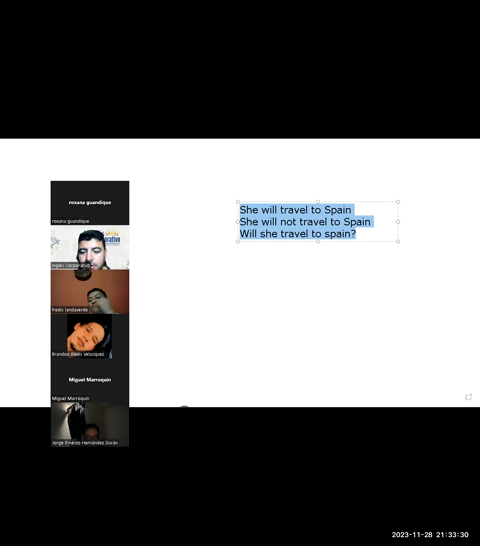 roxana guandique
roxana guandique
Inglés Corporativo
fredis landaverde
Brandon Alexis Velasquez
Miguel Marroquin
Miguel Marroquin
Jorge Ernesto Hernández Durán
She will travel to Spain
She will not travel to Spain
Will she travel to spain?
2023-11-28 21:33:30